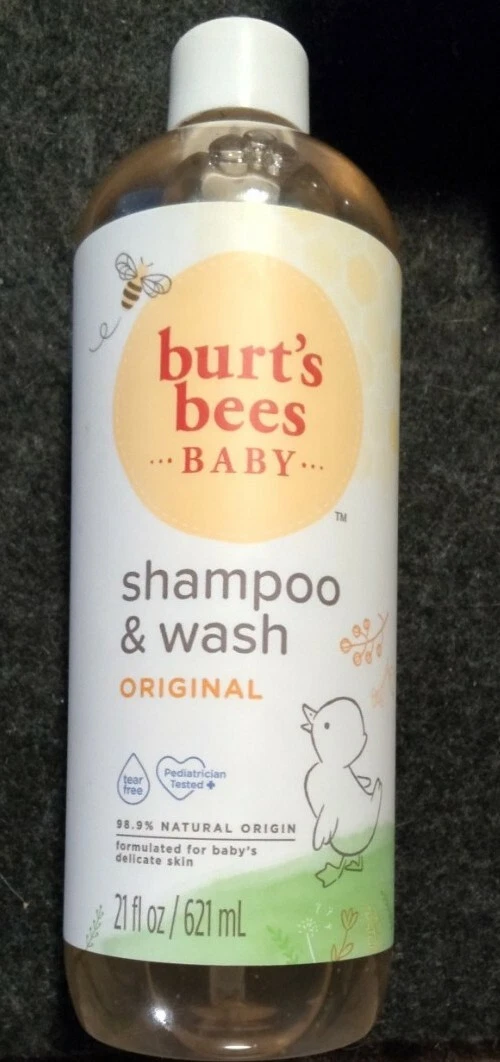 burt's
bees
···BABY···
TM
shampoo
& wash
ORIGINAL
tear
free
Pediatrician
Tested +
98.9% NATURAL ORIGIN
formulated for baby's
delicate skin
21 fl oz / 621 mL